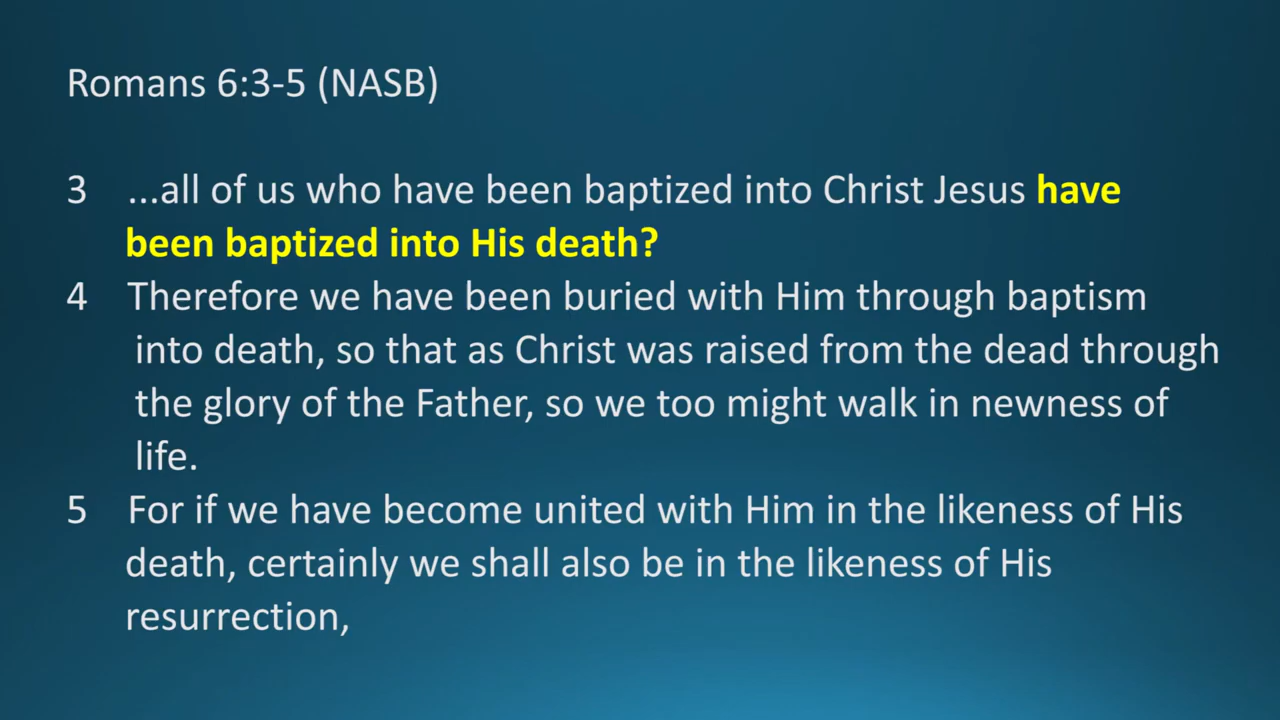 Romans 6:3-5 (NASB)
3 ...all of us who have been baptized into Christ Jesus have
been baptized into His death?
4 Therefore we have been buried with Him through baptism
into death, so that as Christ was raised from the dead through
the glory of the Father, so we too might walk in newness of
life.
5 For if we have become united with Him in the likeness of His
death, certainly we shall also be in the likeness of His
resurrection,